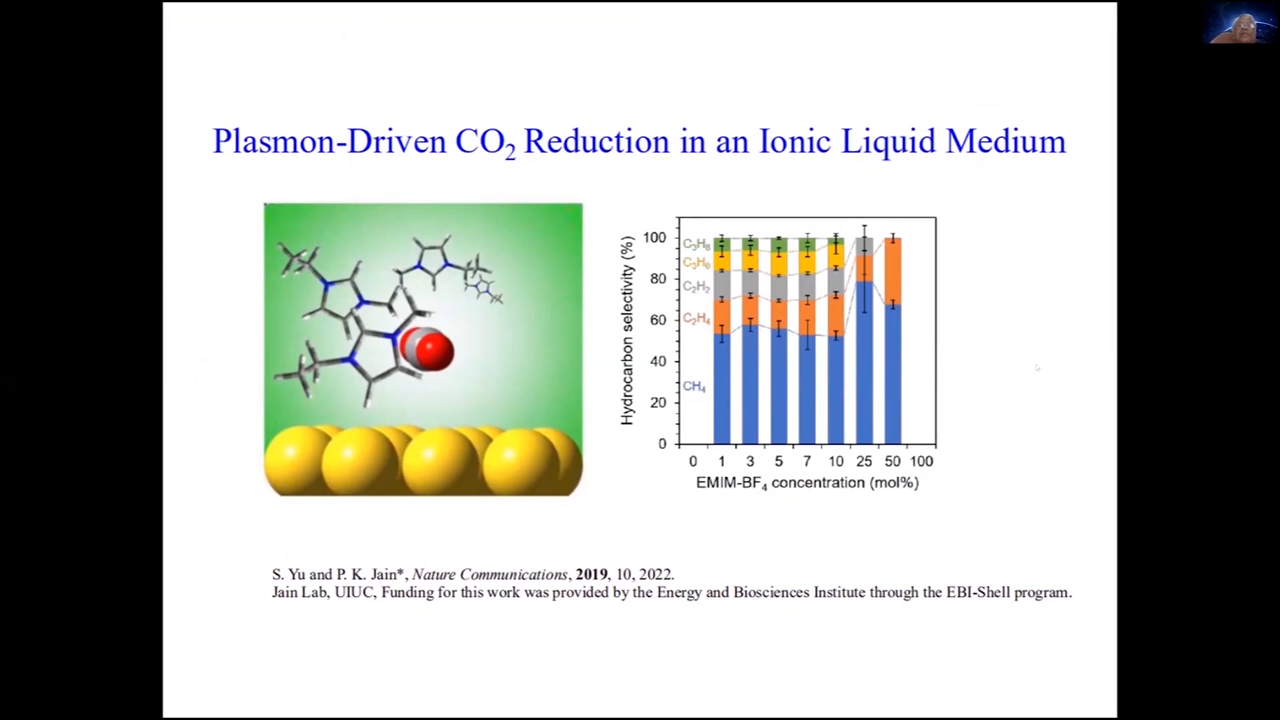 Plasmon-Driven CO₂ Reduction in an Ionic Liquid Medium
Hydrocarbon selectivity (%)
100
80
60
40
20
0
C₃H₈
C₃H₆
C₂H₂
C₂H₄
CH₄
0 1 3 5 7 10 25 50 100
EMIM-BF₄ concentration (mol%)
S. Yu and P. K. Jain*, Nature Communications, 2019, 10, 2022.
Jain Lab, UIUC, Funding for this work was provided by the Energy and Biosciences Institute through the EBI-Shell program.